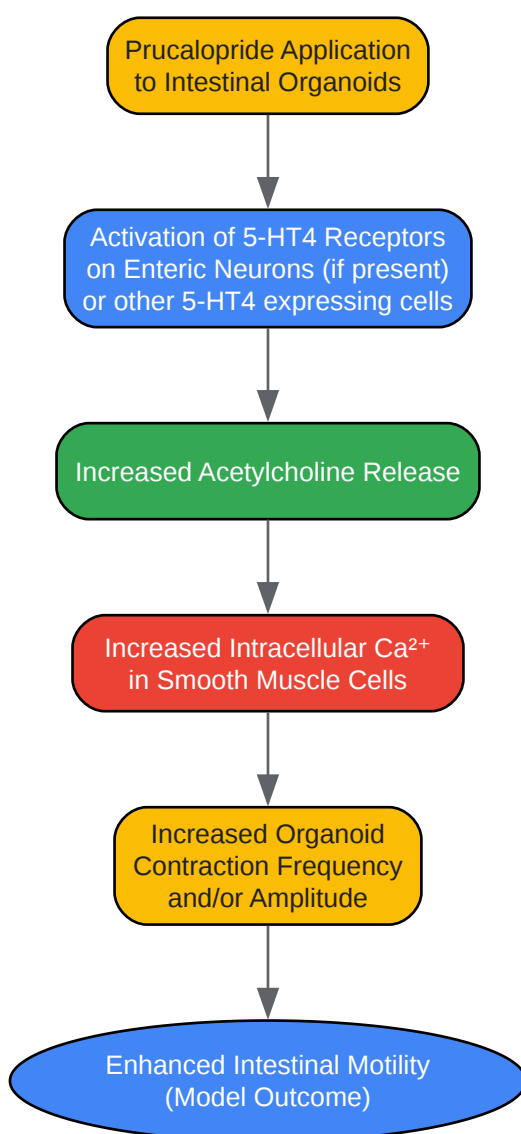 Prucalopride Application
to Intestinal Organoids
Activation of 5-HT4 Receptors
on Enteric Neurons (if present)
or other 5-HT4 expressing cells
Increased Acetylcholine Release
Increased Intracellular Ca²⁺
in Smooth Muscle Cells
Increased Organoid
Contraction Frequency
and/or Amplitude
Enhanced Intestinal Motility
(Model Outcome)